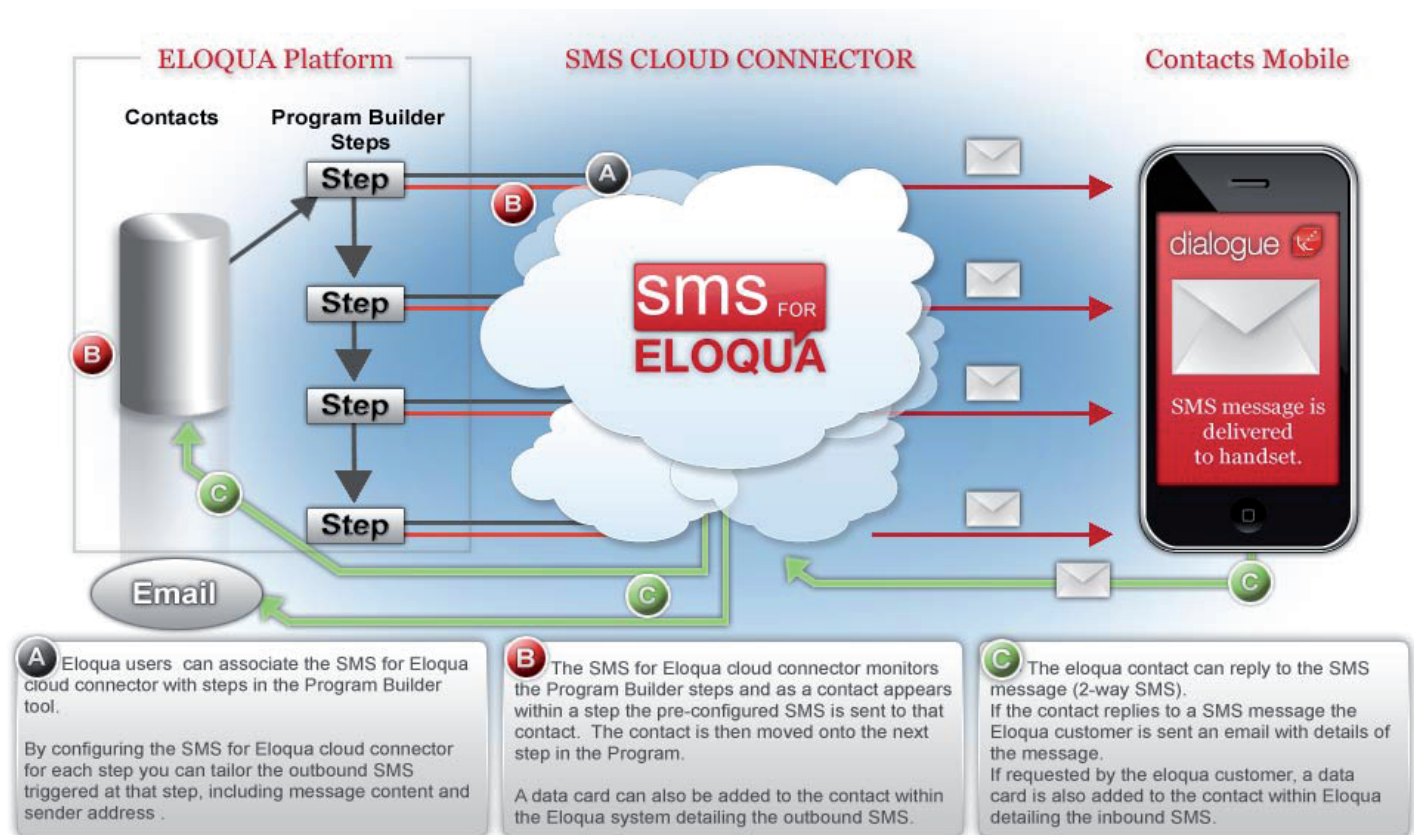 ELOQUA Platform
SMS CLOUD CONNECTOR
Contacts Mobile
Contacts
Program Builder
Steps
Step
A
B
Step
B
Step
Step
sms FOR
ELOQUA
dialogue
SMS message is
delivered
to handset.
C
C
C
Email
A Eloqua users can associate the SMS for Eloqua
cloud connector with steps in the Program Builder
tool.
By configuring the SMS for Eloqua cloud connector
for each step you can tailor the outbound SMS
triggered at that step, including message content and
sender address .
B The SMS for Eloqua cloud connector monitors
the Program Builder steps and as a contact appears
within a step the pre-configured SMS is sent to that
contact. The contact is then moved onto the next
step in the Program.
A data card can also be added to the contact within
the Eloqua system detailing the outbound SMS.
C The eloqua contact can reply to the SMS
message (2-way SMS).
If the contact replies to a SMS message the
Eloqua customer is sent an email with details of
the message.
If requested by the eloqua customer, a data
card is also added to the contact within Eloqua
detailing the inbound SMS.